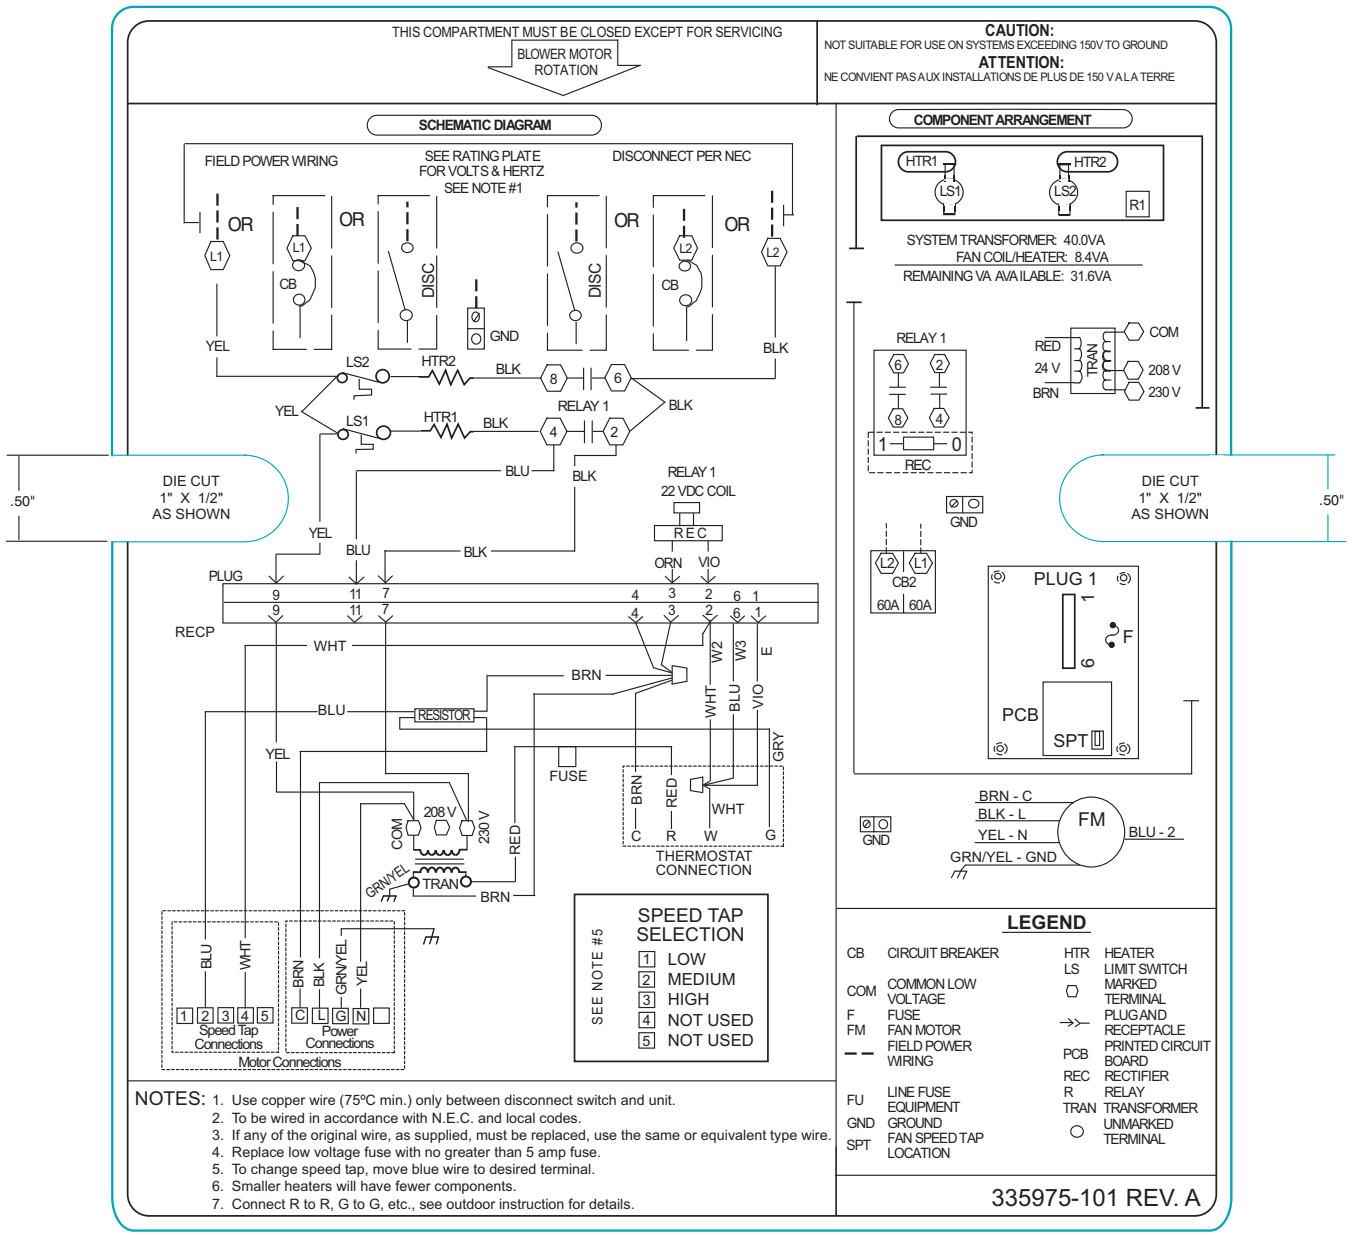 THIS COMPARTMENT MUST BE CLOSED EXCEPT FOR SERVICING
BLOWER MOTOR
ROTATION
CAUTION:
NOT SUITABLE FOR USE ON SYSTEMS EXCEEDING 150V TO GROUND
ATTENTION:
NE CONVIENT PAS AUX INSTALLATIONS DE PLUS DE 150 V A LA TERRE
SCHEMATIC DIAGRAM
FIELD POWER WIRING
SEE RATING PLATE
FOR VOLTS & HERTZ
SEE NOTE #1
DISCONNECT PER NEC
OR OR OR OR
L1 L1 L2 L2
CB DISC DISC CB
GND
YEL BLK
LS2 HTR2 BLK 8 6
YEL RELAY 1 BLK
LS1 HTR1 BLK 4 2
BLU BLK
RELAY 1
22 VDC COIL
REC
YEL BLU BLK ORN VIO
PLUG
9 11 7 4 3 2 6 1
9 11 7 4 3 2 6 1
RECP
WHT
W2 W3 E
BRN
WHT BLU VIO
BLU RESISTOR
YEL
FUSE
GRY
BRN RED WHT
C R W G
THERMOSTAT
CONNECTION
COM 208 V 230 V
RED
GRN/YEL TRAN
BRN
BLU WHT BRN BLK GRN/YEL YEL
1 2 3 4 5 C L G N
Speed Tap
Connections
Power
Connections
Motor Connections
SEE NOTE #5
SPEED TAP
SELECTION
1 LOW
2 MEDIUM
3 HIGH
4 NOT USED
5 NOT USED
.50"
DIE CUT
1" X 1/2"
AS SHOWN
COMPONENT ARRANGEMENT
HTR1 HTR2
LS1 LS2
R1
SYSTEM TRANSFORMER: 40.0VA
FAN COIL/HEATER: 8.4VA
REMAINING VA AVAILABLE: 31.6VA
RELAY 1
6 2
8 4
1 0
REC
RED COM
24 V TRAN 208 V
BRN 230 V
DIE CUT
1" X 1/2"
AS SHOWN
.50"
GND
L2 L1
CB2
60A 60A
PLUG 1
1
F
6
PCB
SPT
GND
BRN - C
BLK - L
YEL - N
GRN/YEL - GND
FM
BLU - 2
LEGEND
CB CIRCUIT BREAKER
COM COMMON LOW
VOLTAGE
F FUSE
FM FAN MOTOR
FIELD POWER
WIRING
FU LINE FUSE
EQUIPMENT
GND GROUND
SPT FAN SPEED TAP
LOCATION
HTR HEATER
LS LIMIT SWITCH
MARKED
TERMINAL
PLUG AND
RECEPTACLE
PCB PRINTED CIRCUIT
BOARD
REC RECTIFIER
R RELAY
TRAN TRANSFORMER
UNMARKED
TERMINAL
NOTES: 1. Use copper wire (75ºC min.) only between disconnect switch and unit.
2. To be wired in accordance with N.E.C. and local codes.
3. If any of the original wire, as supplied, must be replaced, use the same or equivalent type wire.
4. Replace low voltage fuse with no greater than 5 amp fuse.
5. To change speed tap, move blue wire to desired terminal.
6. Smaller heaters will have fewer components.
7. Connect R to R, G to G, etc., see outdoor instruction for details.
335975-101 REV. A